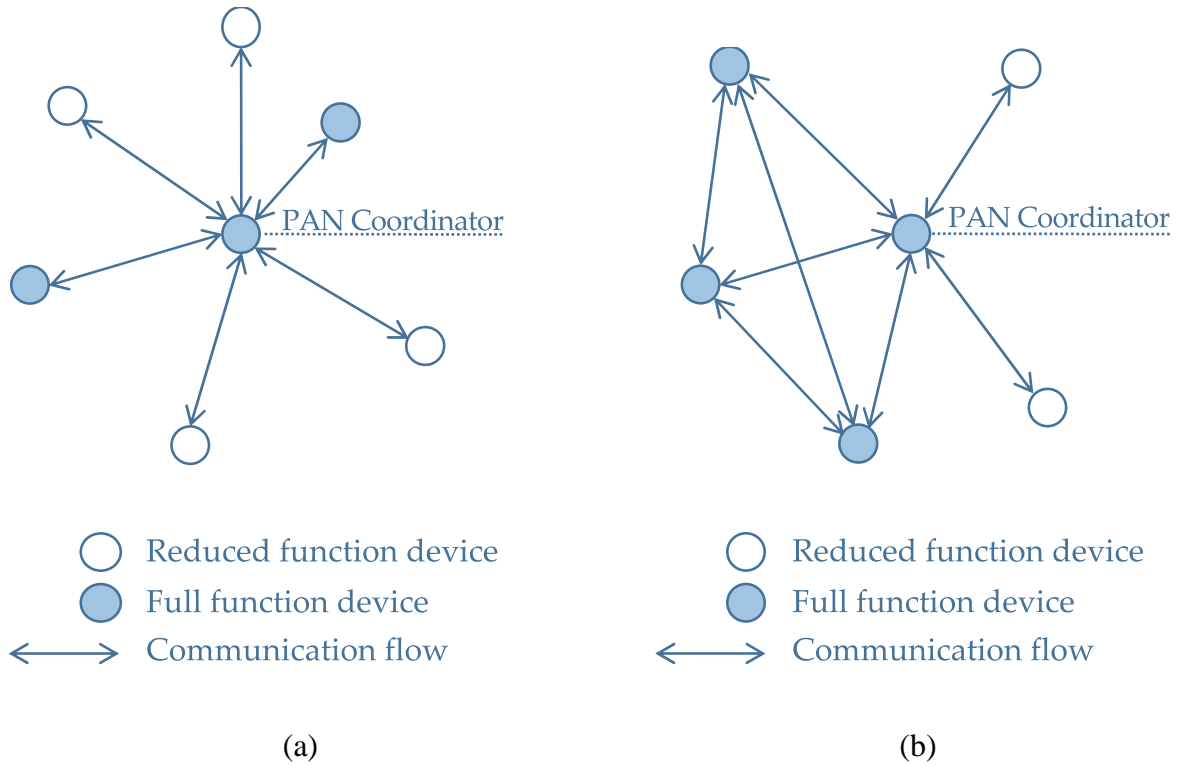 PAN Coordinator
Reduced function device
Full function device
Communication flow
(a)
PAN Coordinator
Reduced function device
Full function device
Communication flow
(b)